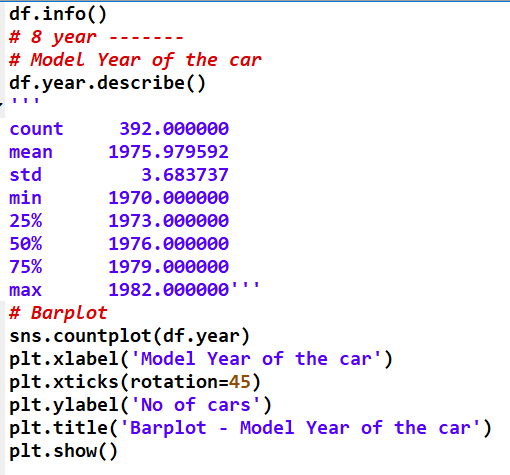 df.info()
# 8 year -------
# Model Year of the car
df.year.describe()
'''
count     392.000000
mean     1975.979592
std         3.683737
min      1970.000000
25%      1973.000000
50%      1976.000000
75%      1979.000000
max      1982.000000'''
# Barplot
sns.countplot(df.year)
plt.xlabel('Model Year of the car')
plt.xticks(rotation=45)
plt.ylabel('No of cars')
plt.title('Barplot - Model Year of the car')
plt.show()